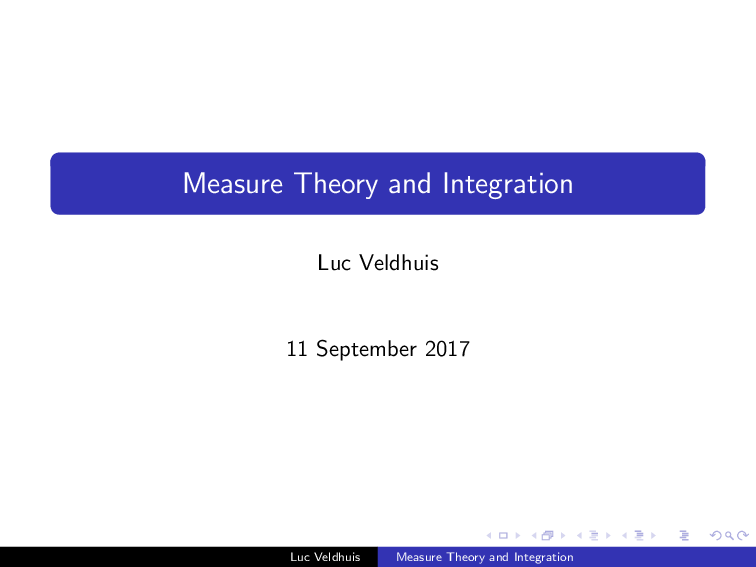 Measure Theory and Integration
Luc Veldhuis
11 September 2017
Luc Veldhuis
Measure Theory and Integration